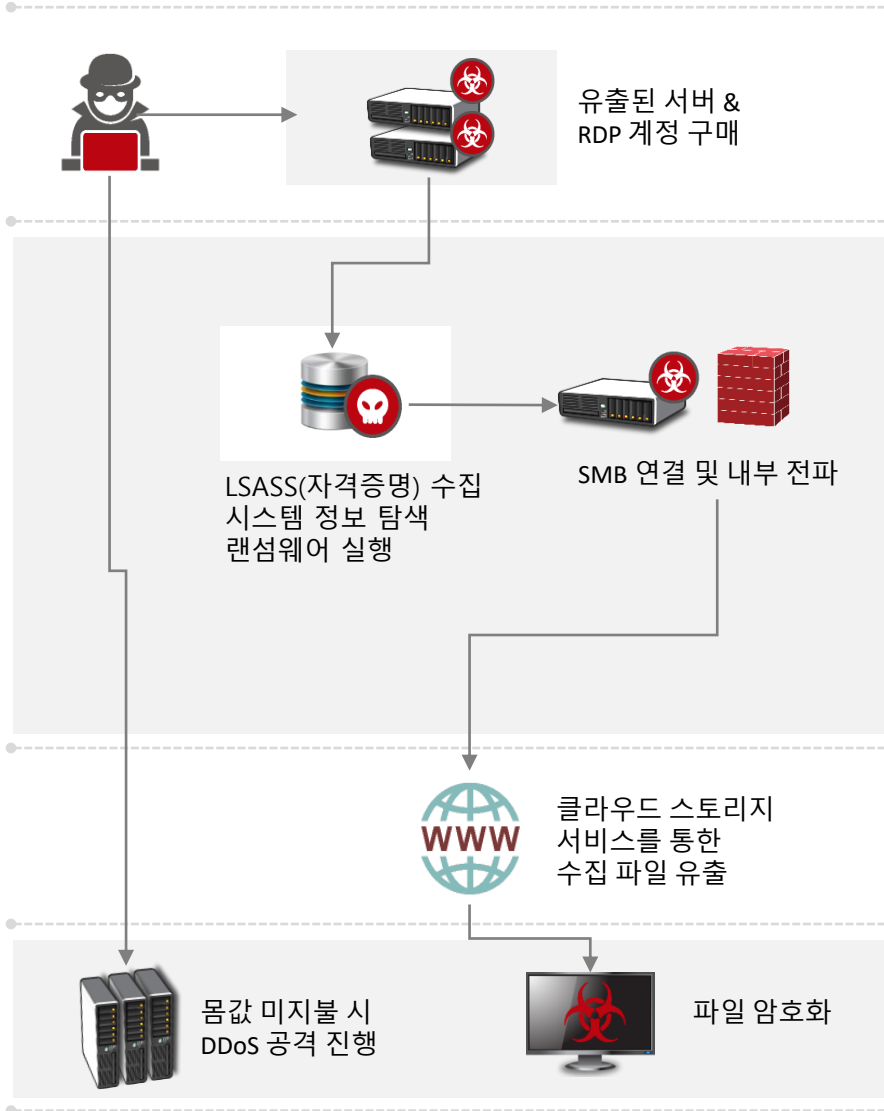 유출된 서버 &
RDP 계정 구매
LSASS(자격증명) 수집
시스템 정보 탐색
랜섬웨어 실행
SMB 연결 및 내부 전파
WWW
클라우드 스토리지
서비스를 통한
수집 파일 유출
몸값 미지불 시
DDoS 공격 진행
파일 암호화